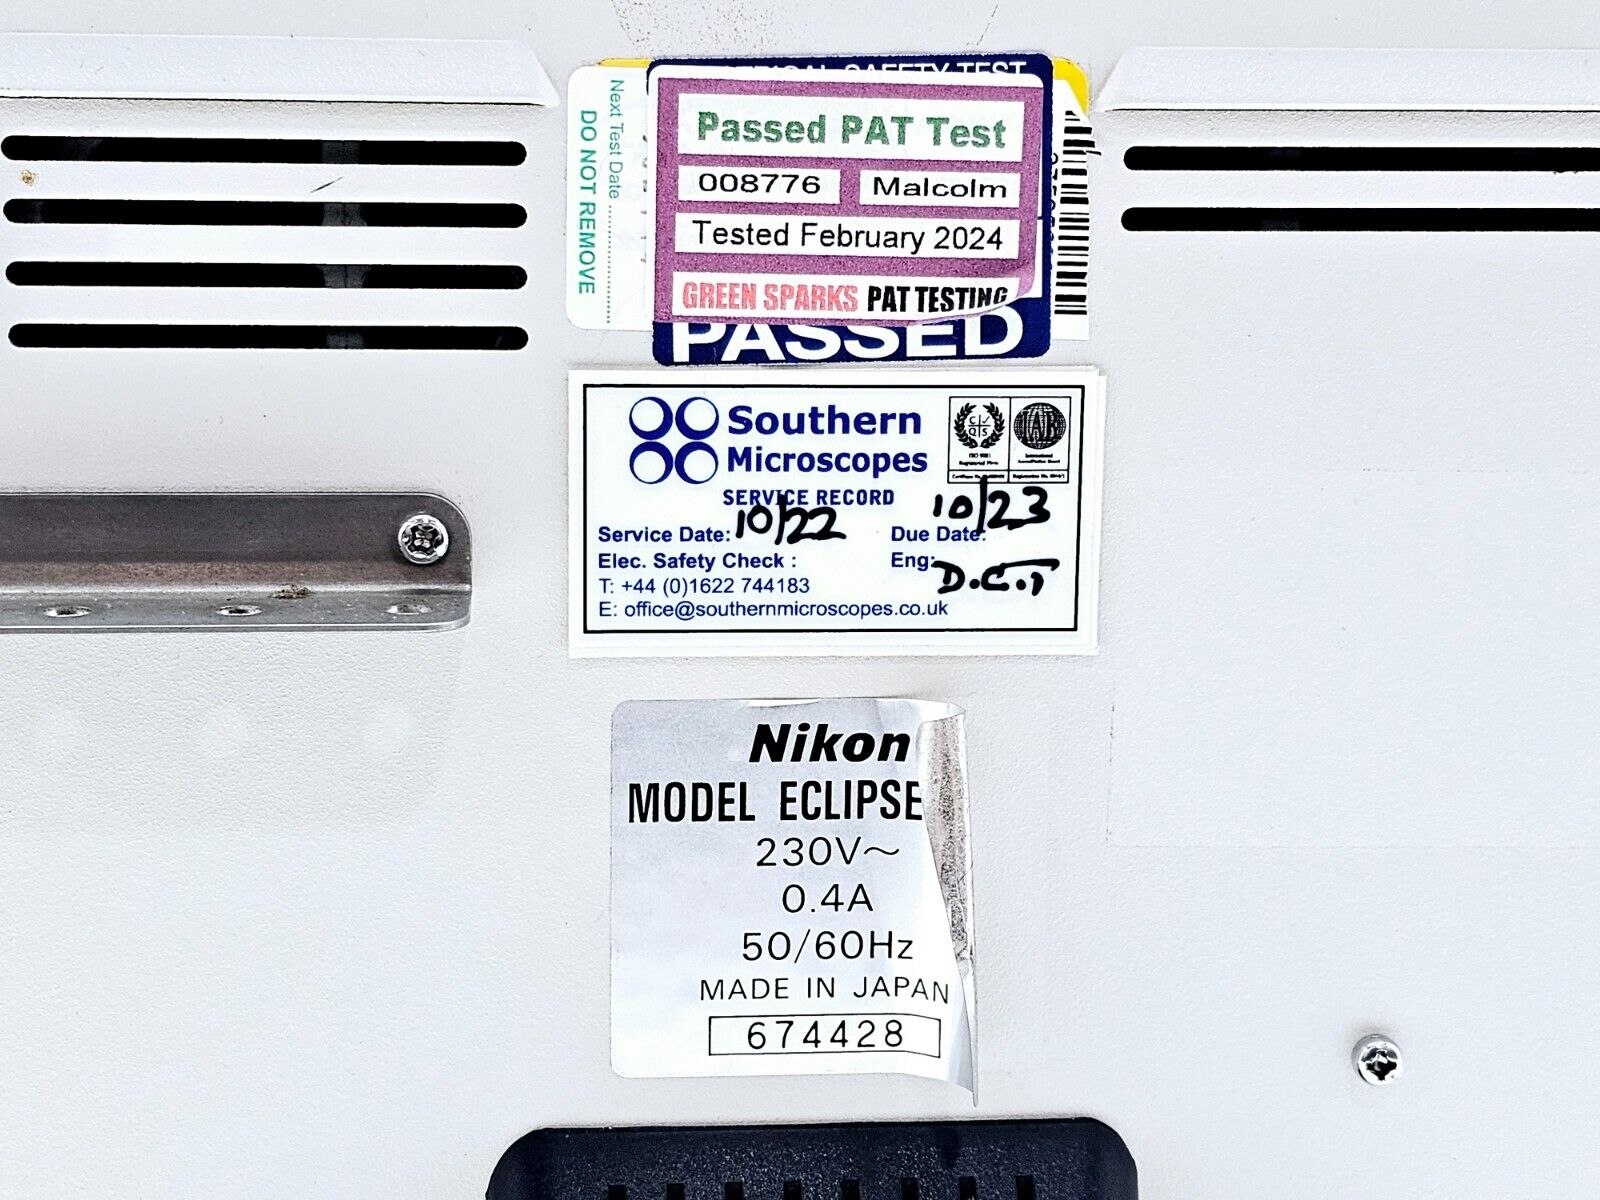 Next Test Date
DO NOT REMOVE
SAFETY TEST
Passed PAT Test
008776
Malcolm
Tested February 2024
GREEN SPARKS PAT TESTING
PASSED
Southern
Microscopes
SERVICE RECORD
Service Date: 10/22
Due Date: 10/23
Elec. Safety Check :
Eng: D.C.T
T: +44 (0)1622 744183
E: office@southernmicroscopes.co.uk
Nikon
MODEL ECLIPSE
230V~
0.4A
50/60Hz
MADE IN JAPAN
674428